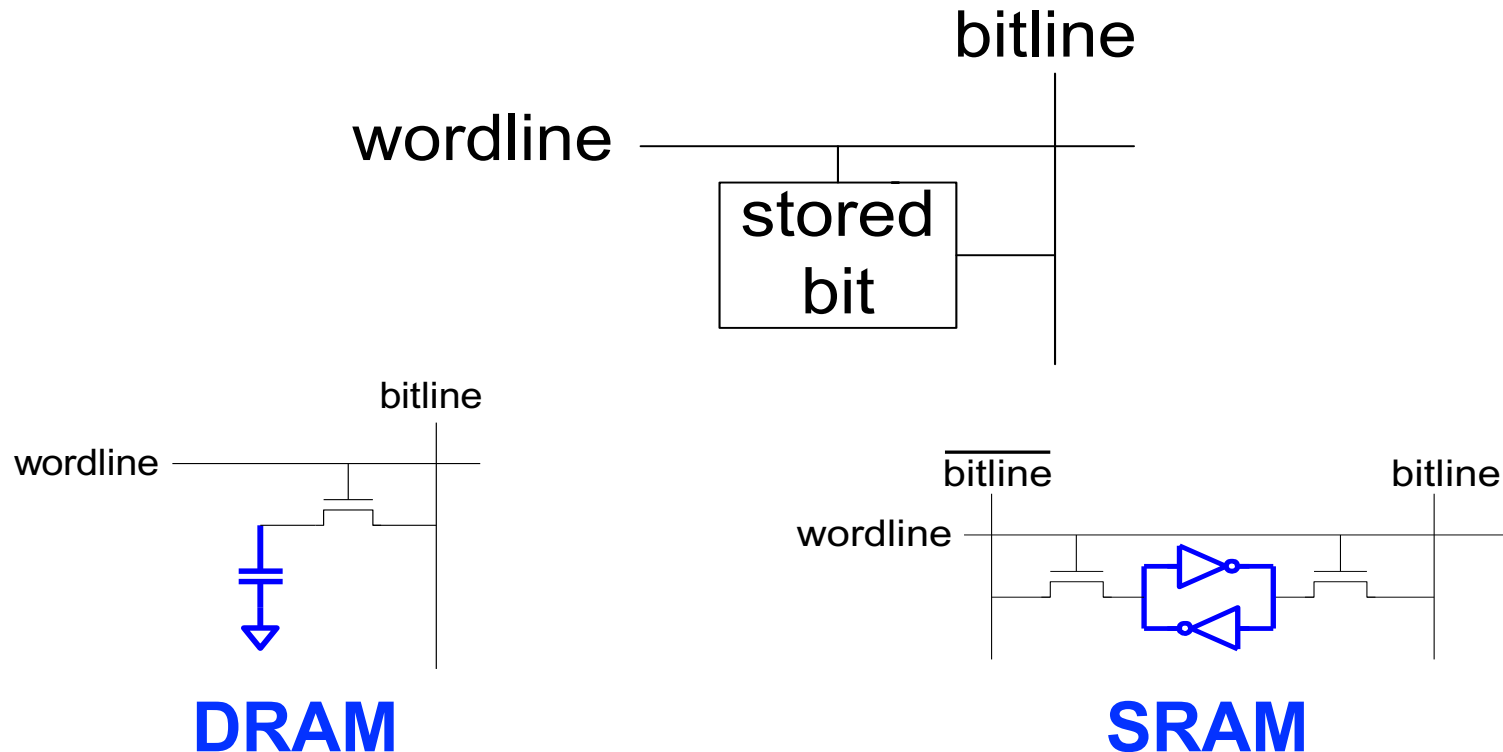 bitline
wordline
stored
bit
bitline
wordline
DRAM
bitline
bitline
wordline
SRAM